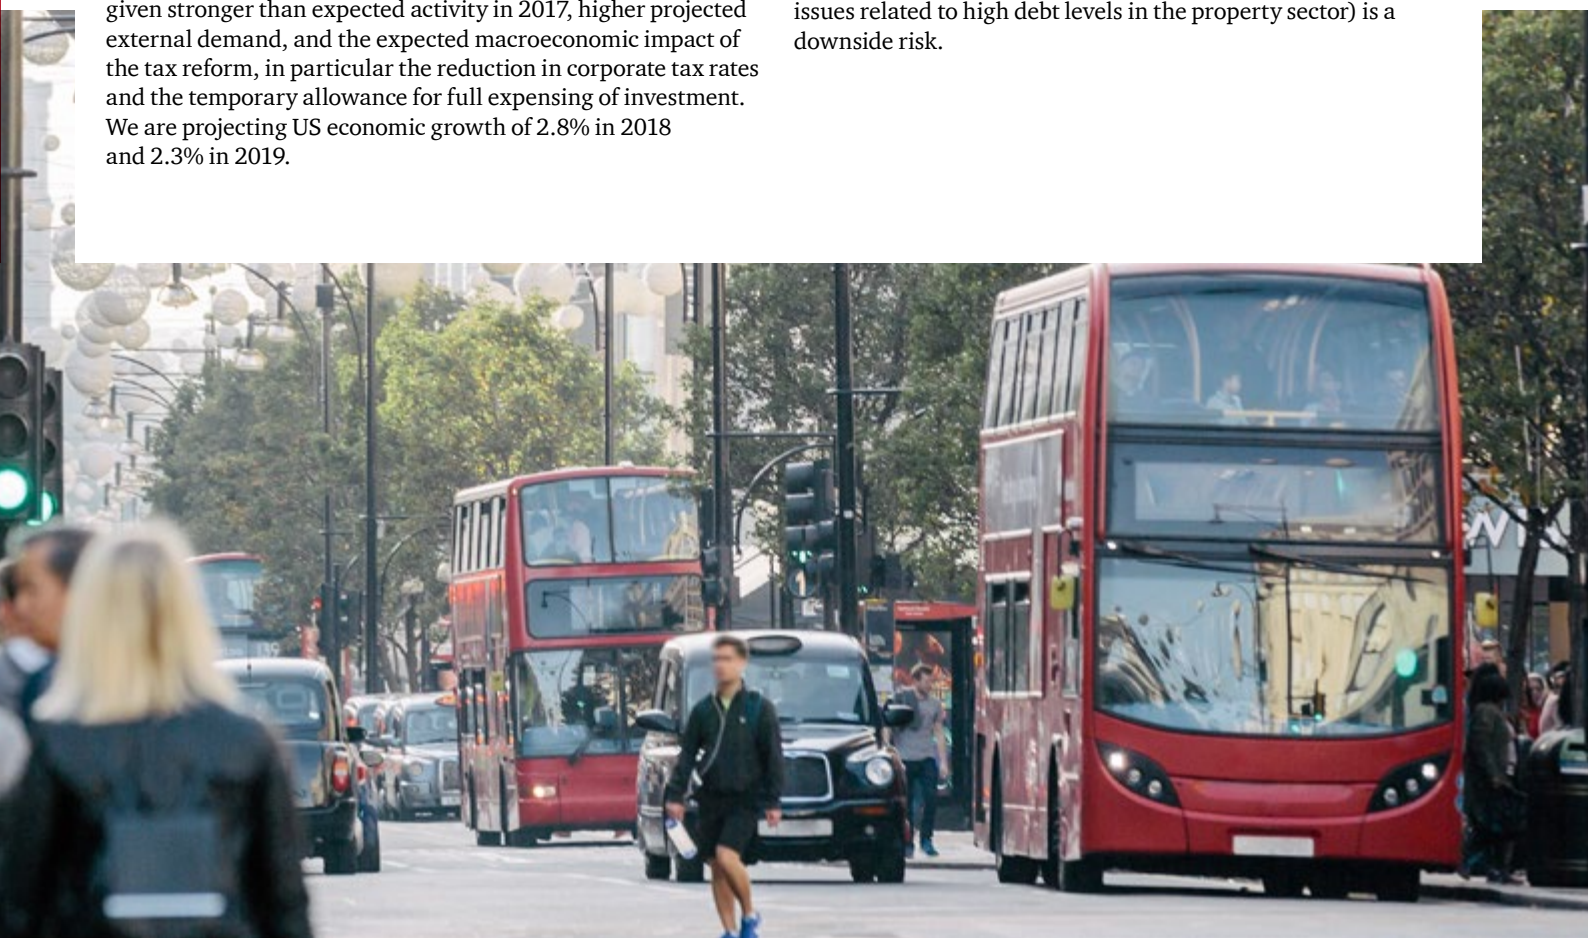 given stronger than expected activity in 2017, higher projected
external demand, and the expected macroeconomic impact of
the tax reform, in particular the reduction in corporate tax rates
and the temporary allowance for full expensing of investment.
We are projecting US economic growth of 2.8% in 2018
and 2.3% in 2019.
issues related to high debt levels in the property sector) is a
downside risk.
139